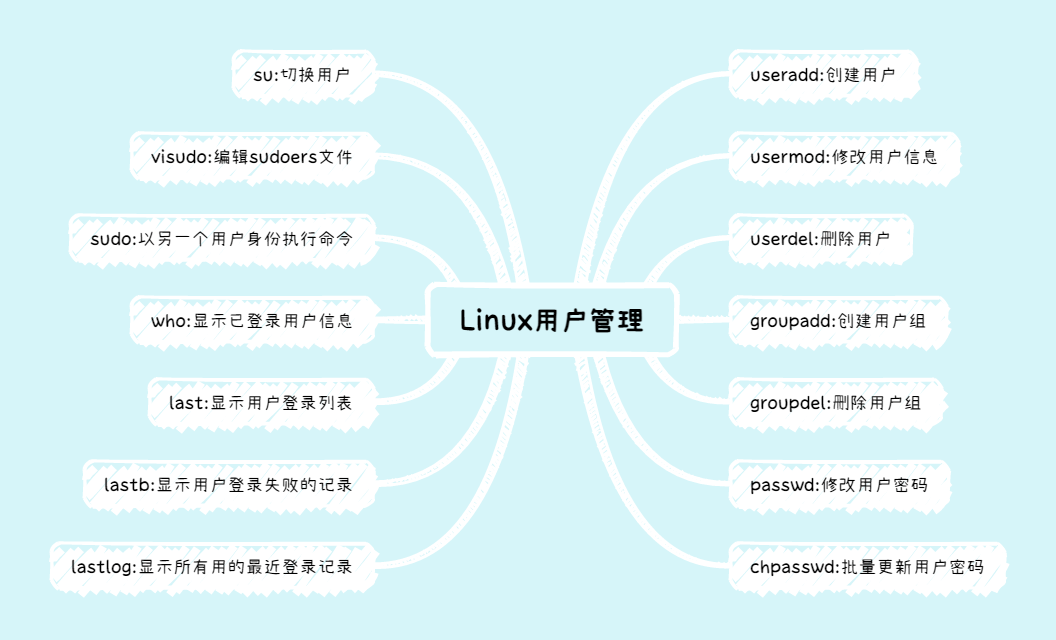 Linux用户管理
useradd:创建用户
usermod:修改用户信息
userdel:删除用户
groupadd:创建用户组
groupdel:删除用户组
passwd:修改用户密码
chpasswd:批量更新用户密码
su:切换用户
visudo:编辑sudoers文件
sudo:以另一个用户身份执行命令
who:显示已登录用户信息
last:显示用户登录列表
lastb:显示用户登录失败的记录
lastlog:显示所有用的最近登录记录